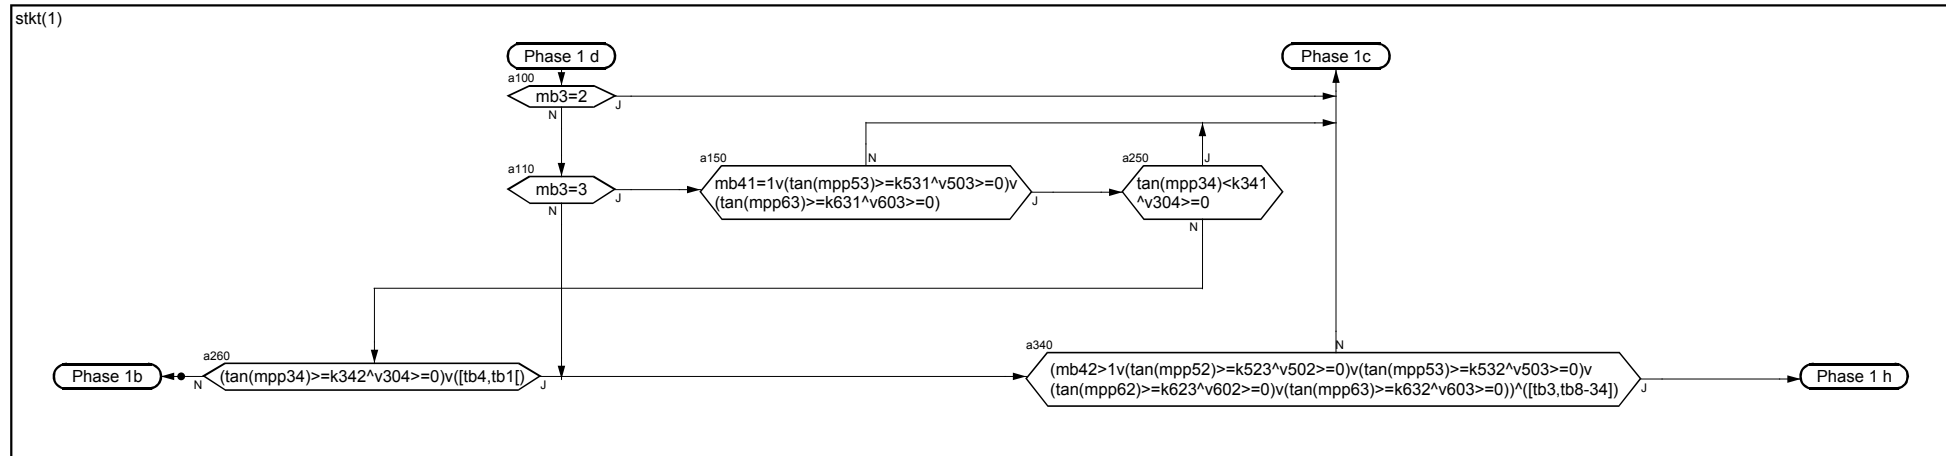 stkt(1)
Phase 1 d
Phase 1c
a100
mb3=2
J
N
a110
mb3=3
J
N
a150
N
mb41=1v(tan(mpp53)>=k531^v503>=0)v
(tan(mpp63)>=k631^v603>=0)
J
a250
J
tan(mpp34)<k341
^v304>=0
N
a260
Phase 1b
N
(tan(mpp34)>=k342^v304>=0)v([tb4,tb1[)
J
a340
N
(mb42>1v(tan(mpp52)>=k523^v502>=0)v(tan(mpp53)>=k532^v503>=0)v
(tan(mpp62)>=k623^v602>=0)v(tan(mpp63)>=k632^v603>=0))^([tb3,tb8-34])
J
Phase 1 h